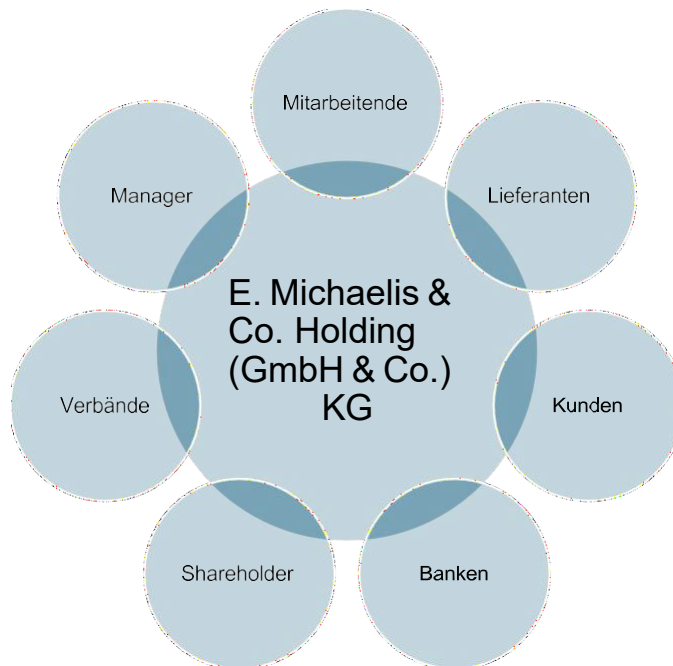 Mitarbeitende
Manager
Lieferanten
E. Michaelis &
Co. Holding
(GmbH & Co.)
KG
Verbände
Kunden
Shareholder
Banken